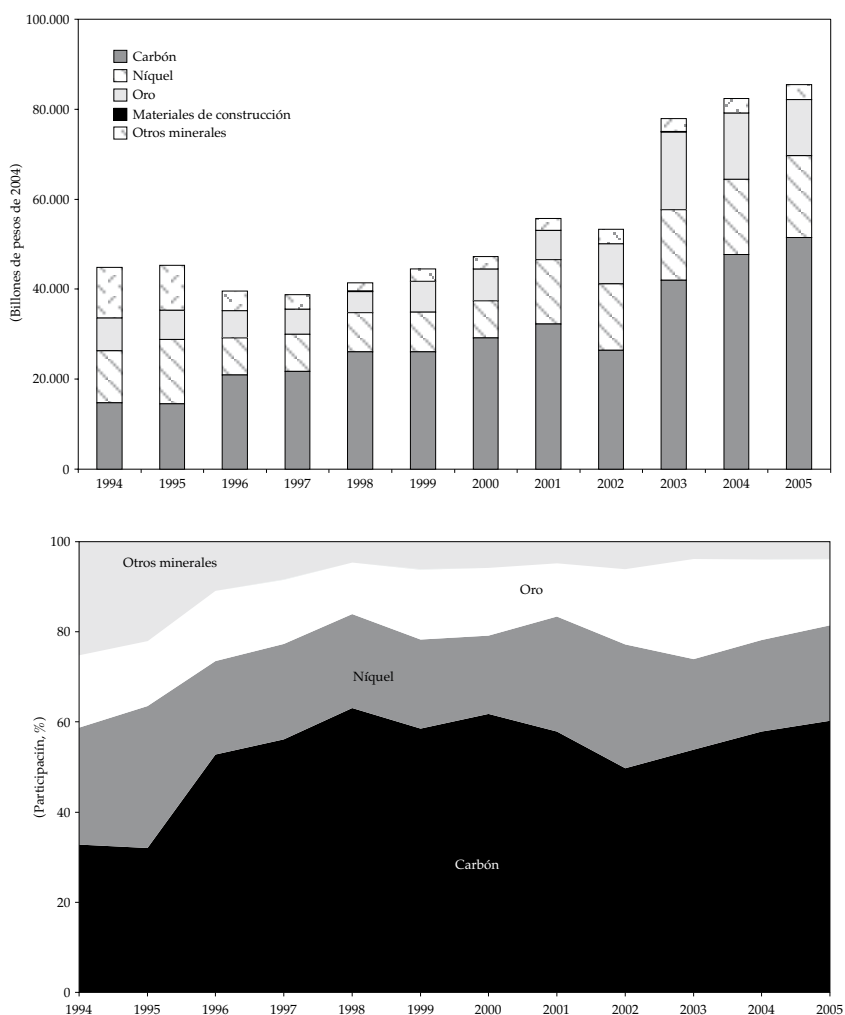 100.000
80.000
60.000
40.000
20.000
0
(Billones de pesos de 2004)
Carbón
Níquel
Oro
Materiales de construcción
Otros minerales
1994 1995 1996 1997 1998 1999 2000 2001 2002 2003 2004 2005
100
80
60
40
20
0
(Participaciín, %)
Otros minerales
Oro
Níquel
Carbón
1994 1995 1996 1997 1998 1999 2000 2001 2002 2003 2004 2005